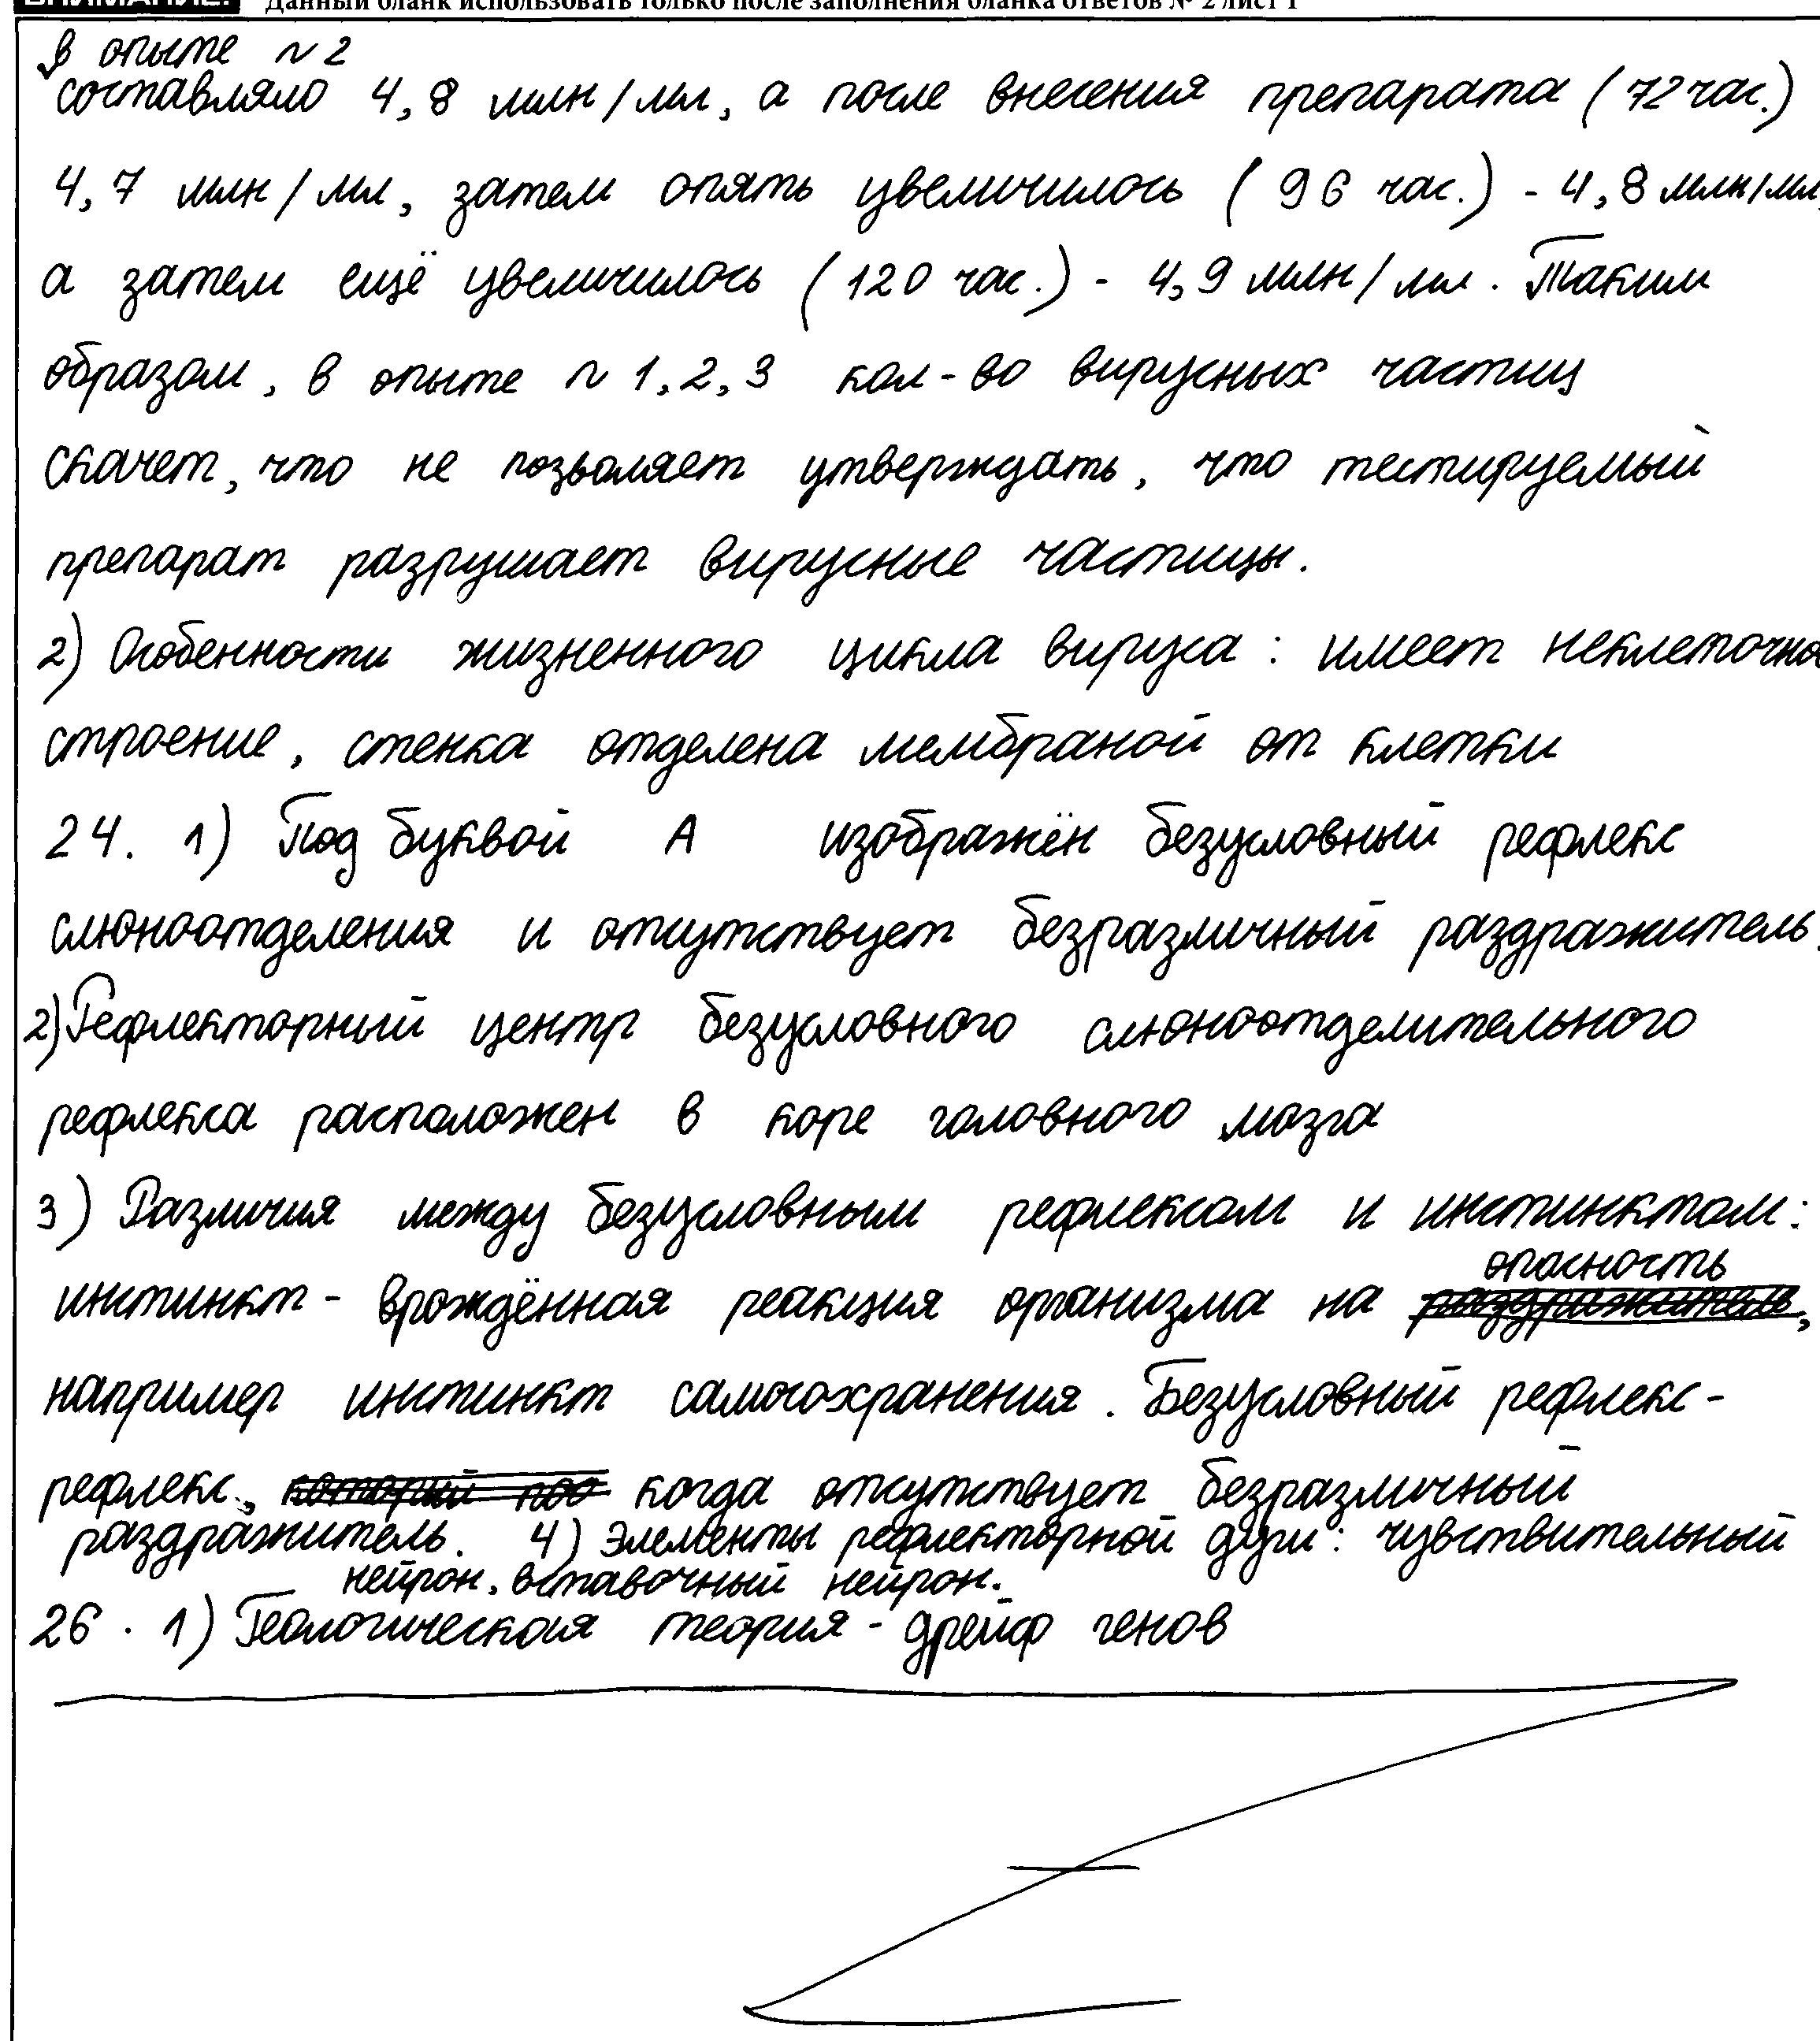 ВНИМАНИЕ! Данный бланк использовать только после заполнения бланка ответов № 2 лист 1
в опыте №2
составляло 4,8 млн/мл, а после внесения препарата (72 час.)
4,7 млн/мл, затем опять увеличилось (96 час.) - 4,8 млн/мл,
а затем ещё увеличилось (120 час.) - 4,9 млн/мл. Таким
образом, в опыте № 1,2,3 кол-во вирусных частиц
скачет, что не позволяет утверждать, что тестируемый
препарат разрушает вирусные частицы.
2) Особенности жизненного цикла вируса: имеет неклеточное
строение, стенка отделена мембраной от клетки
24. 1) Под буквой А изображён безусловный рефлекс
слюноотделения и отсутствует безразличный раздражитель.
2) Рефлекторный центр безусловного слюноотделительного
рефлекса расположен в коре головного мозга
3) Различия между безусловным рефлексом и инстинктом:
опасность
инстинкт - врождённая реакция организма на раздражитель,
например инстинкт самосохранения. Безусловный рефлекс-
рефлекс, который поо когда отсутствует безразличный
раздражитель. 4) Элементы рефлекторной дуги: чувствительный
нейрон, вставочный нейрон.
26. 1) Геологическая теория - дрейф генов